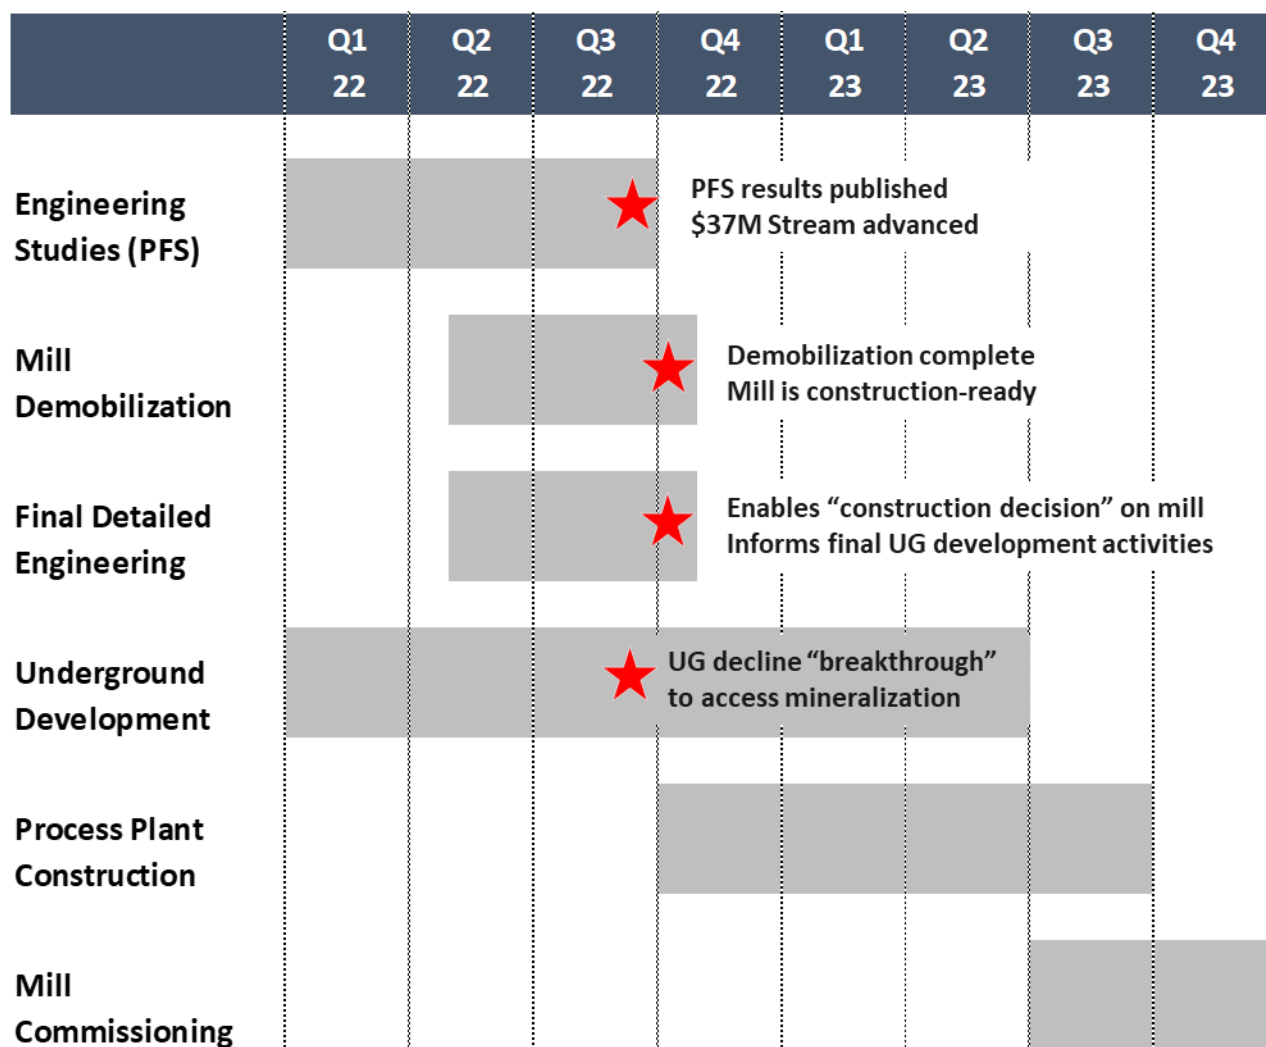 Q1 Q2 Q3 Q4 Q1 Q2 Q3 Q4
22 22 22 22 23 23 23 23
Engineering
Studies (PFS)
PFS results published
$37M Stream advanced
Mill
Demobilization
Demobilization complete
Mill is construction-ready
Final Detailed
Engineering
Enables “construction decision” on mill
Informs final UG development activities
Underground
Development
UG decline “breakthrough”
to access mineralization
Process Plant
Construction
Mill
Commissioning